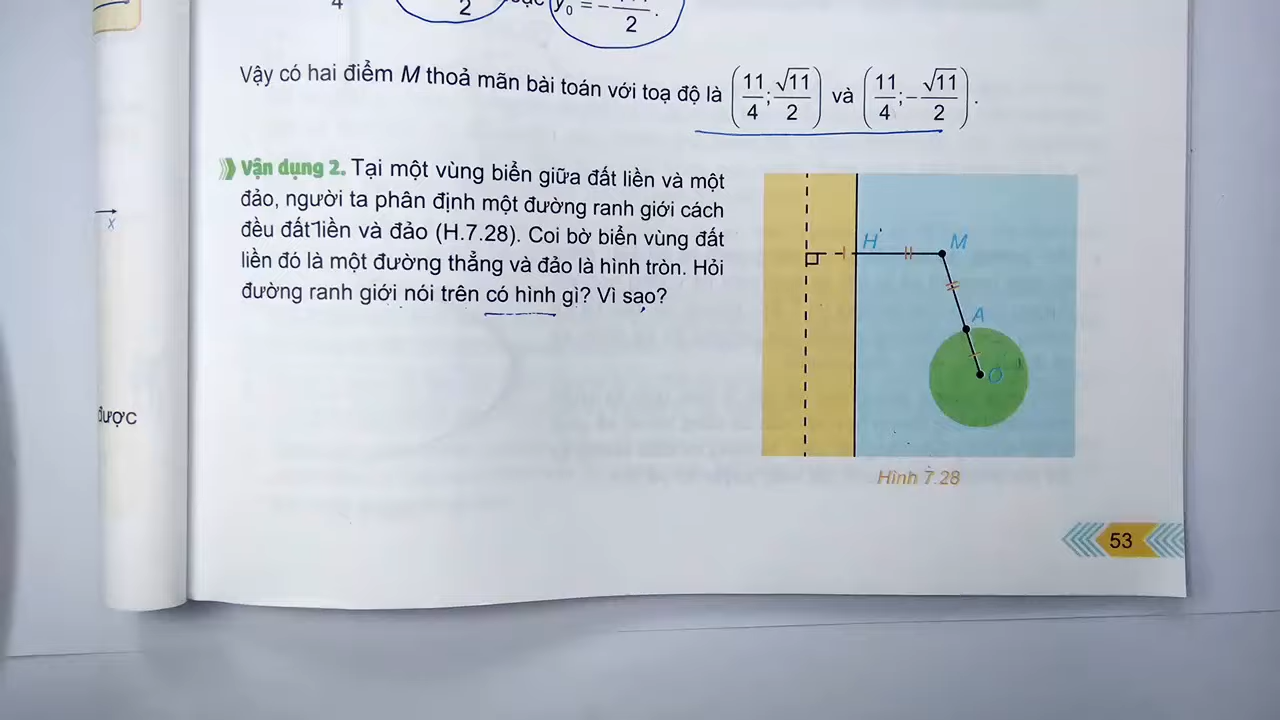 4
2
y₀ = −
2
Vậy có hai điểm M thoả mãn bài toán với toạ độ là (11/4; √11/2) và (11/4; −√11/2).
Vận dụng 2. Tại một vùng biển giữa đất liền và một
đảo, người ta phân định một đường ranh giới cách
đều đất liền và đảo (H.7.28). Coi bờ biển vùng đất
liền đó là một đường thẳng và đảo là hình tròn. Hỏi
đường ranh giới nói trên có hình gì? Vì sao?
x
được
H
M
A
O
Hình 7.28
53